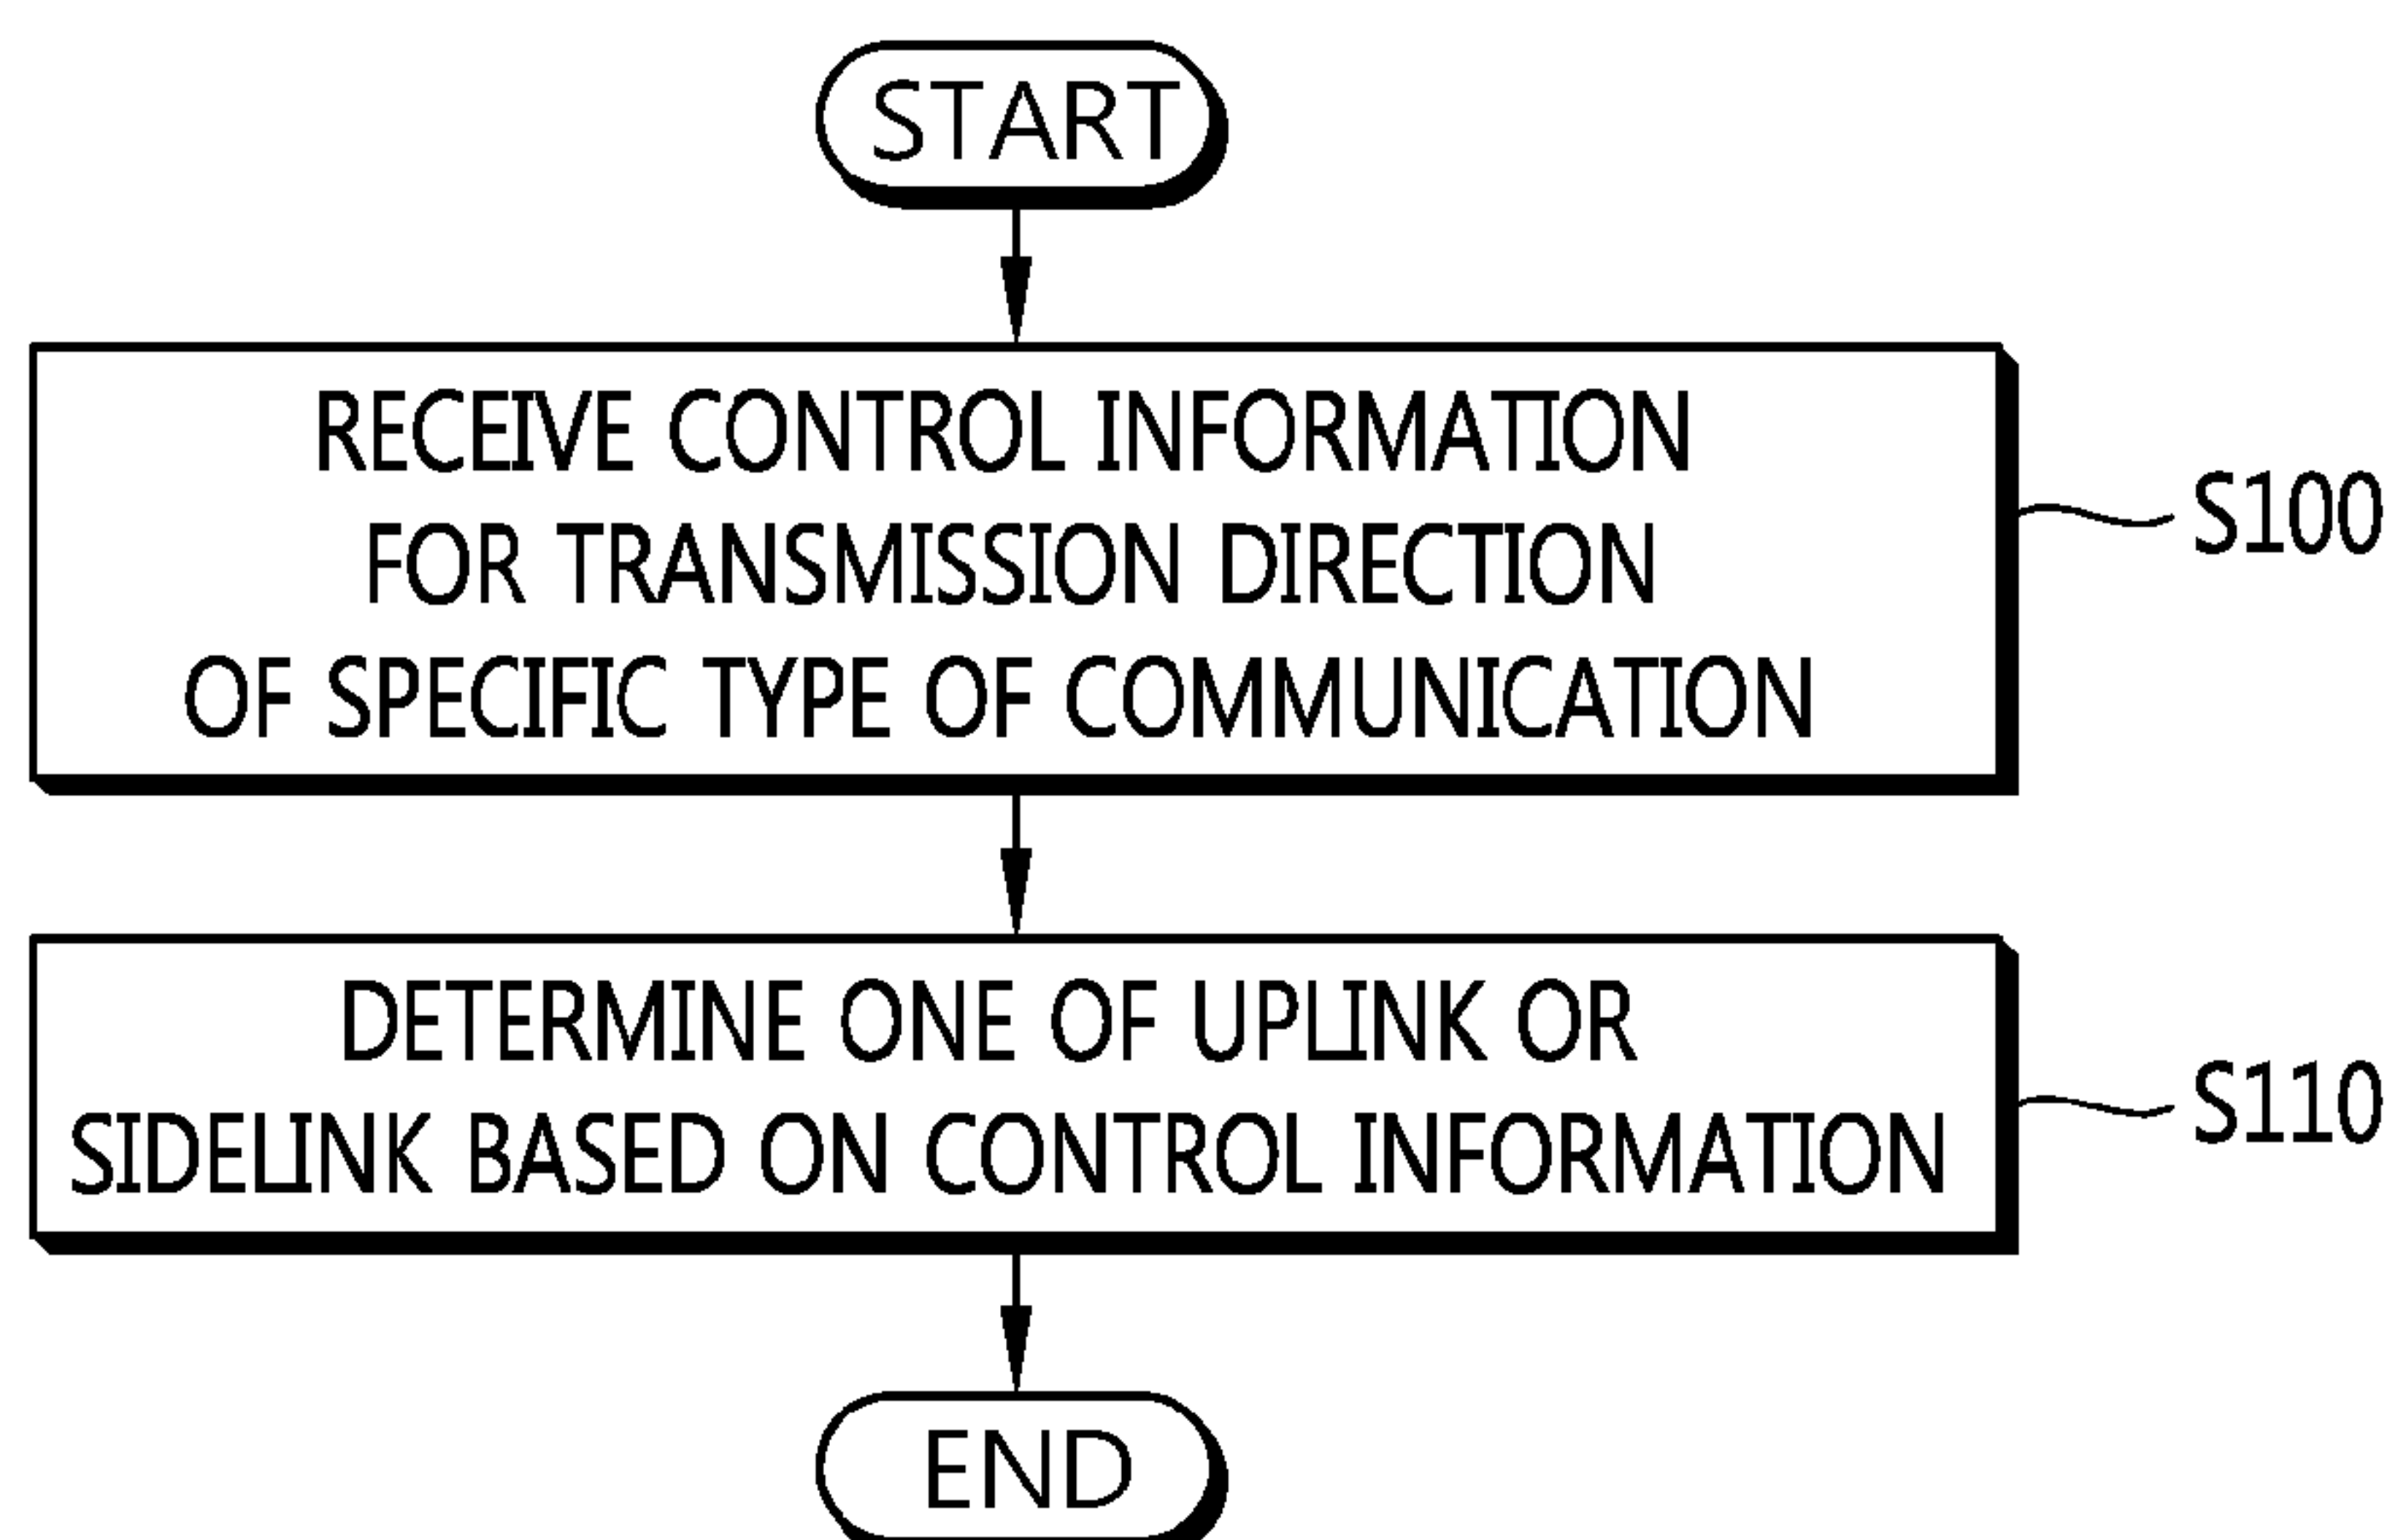 START
RECEIVE CONTROL INFORMATION
FOR TRANSMISSION DIRECTION
OF SPECIFIC TYPE OF COMMUNICATION
S100
DETERMINE ONE OF UPLINK OR
SIDELINK BASED ON CONTROL INFORMATION
S110
END